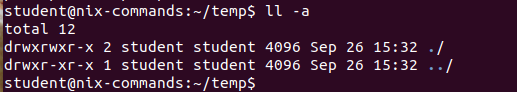 student@nix-commands:~/temp$ ll -a
total 12
drwxrwxr-x 2 student student 4096 Sep 26 15:32 ./
drwxr-xr-x 1 student student 4096 Sep 26 15:32 ../
student@nix-commands:~/temp$